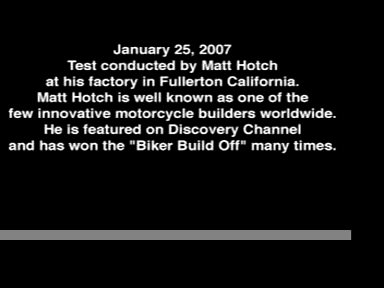 January 25, 2007
Test conducted by Matt Hotch
at his factory in Fullerton California.
Matt Hotch is well known as one of the
few innovative motorcycle builders worldwide.
He is featured on Discovery Channel
and has won the "Biker Build Off" many times.